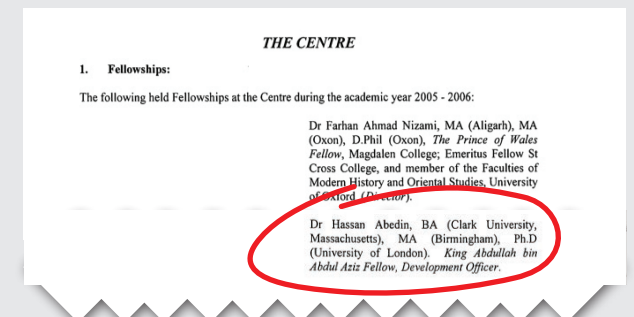 THE CENTRE
1. Fellowships:
The following held Fellowships at the Centre during the academic year 2005 - 2006:
Dr Farhan Ahmad Nizami, MA (Aligarh), MA
(Oxon), D.Phil (Oxon), The Prince of Wales
Fellow, Magdalen College; Emeritus Fellow St
Cross College, and member of the Faculties of
Modern History and Oriental Studies, University
of Oxford (Director).
Dr Hassan Abedin, BA (Clark University,
Massachusetts), MA (Birmingham), Ph.D
(University of London). King Abdullah bin
Abdul Aziz Fellow, Development Officer.